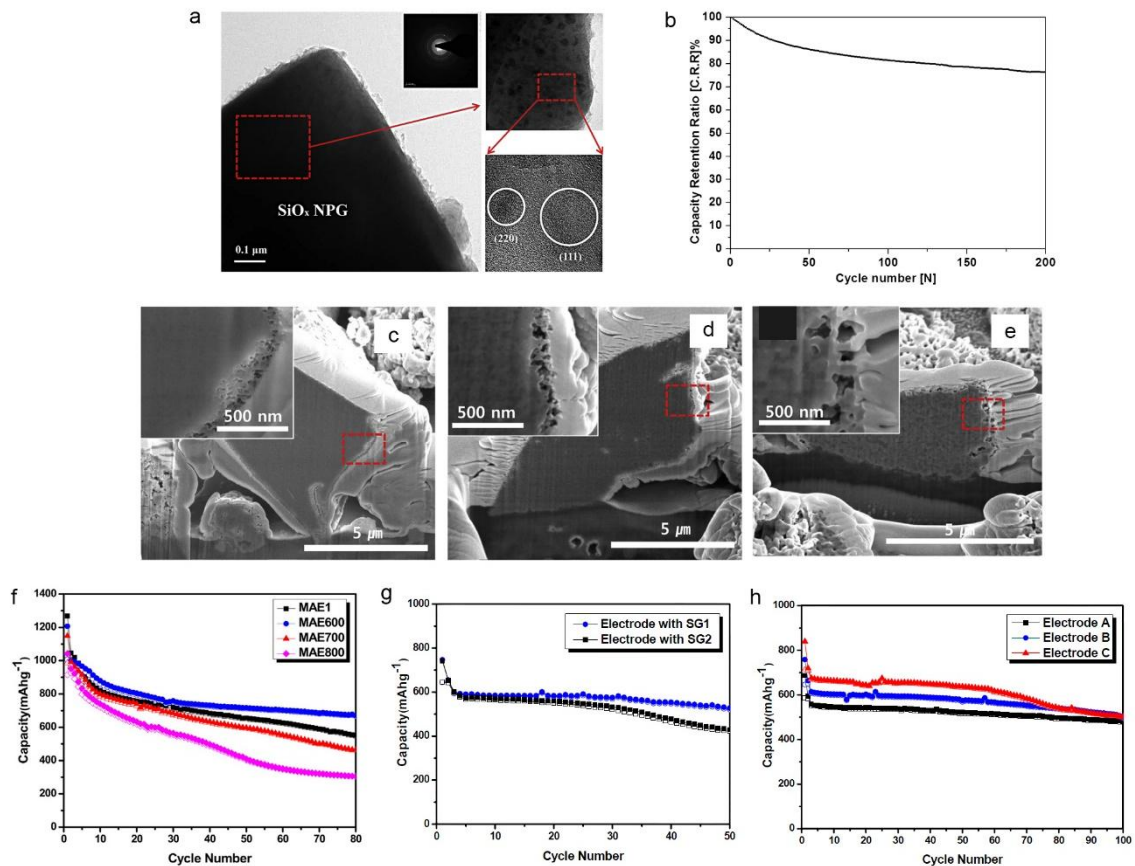 a
SiOₓ NPG
0.1 μm
(220)
(111)
b
Capacity Retention Ratio [C.R.R]%
100
90
80
70
60
50
40
30
20
10
0
0 50 100 150 200
Cycle number [N]
c
500 nm
5 μm
d
500 nm
5 μm
e
500 nm
5 μm
f
Capacity(mAhg⁻¹)
1400
1200
1000
800
600
400
200
0
MAE1
MAE600
MAE700
MAE800
0 10 20 30 40 50 60 70 80
Cycle Number
g
Capacity(mAhg⁻¹)
1000
800
600
400
200
0
Electrode with SG1
Electrode with SG2
0 10 20 30 40 50
Cycle Number
h
Capacity(mAhg⁻¹)
1000
800
600
400
200
0
Electrode A
Electrode B
Electrode C
0 10 20 30 40 50 60 70 80 90 100
Cycle Number